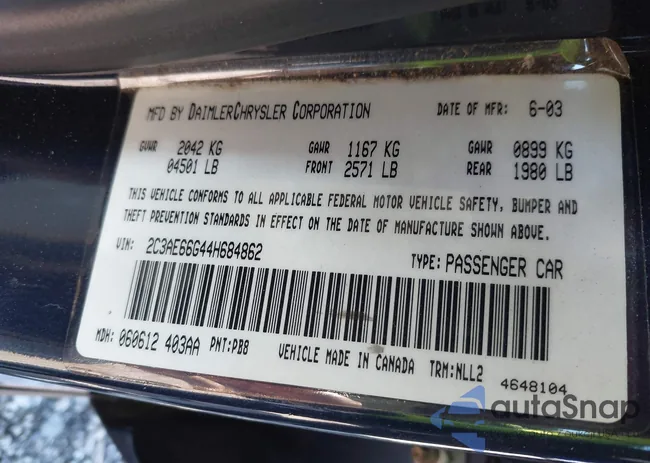 MFD BY DAIMLERCHRYSLER CORPORATION DATE OF MFR: 6-03
GVWR 2042 KG GAWR 1167 KG GAWR 0899 KG
04501 LB FRONT 2571 LB REAR 1980 LB
THIS VEHICLE CONFORMS TO ALL APPLICABLE FEDERAL MOTOR VEHICLE SAFETY, BUMPER AND
THEFT PREVENTION STANDARDS IN EFFECT ON THE DATE OF MANUFACTURE SHOWN ABOVE.
VIN: 2C3AE66G44H684862 TYPE: PASSENGER CAR
MDH: 060612 403AA PNT:PB8 VEHICLE MADE IN CANADA TRM:NLL2
4648104
autaSnap